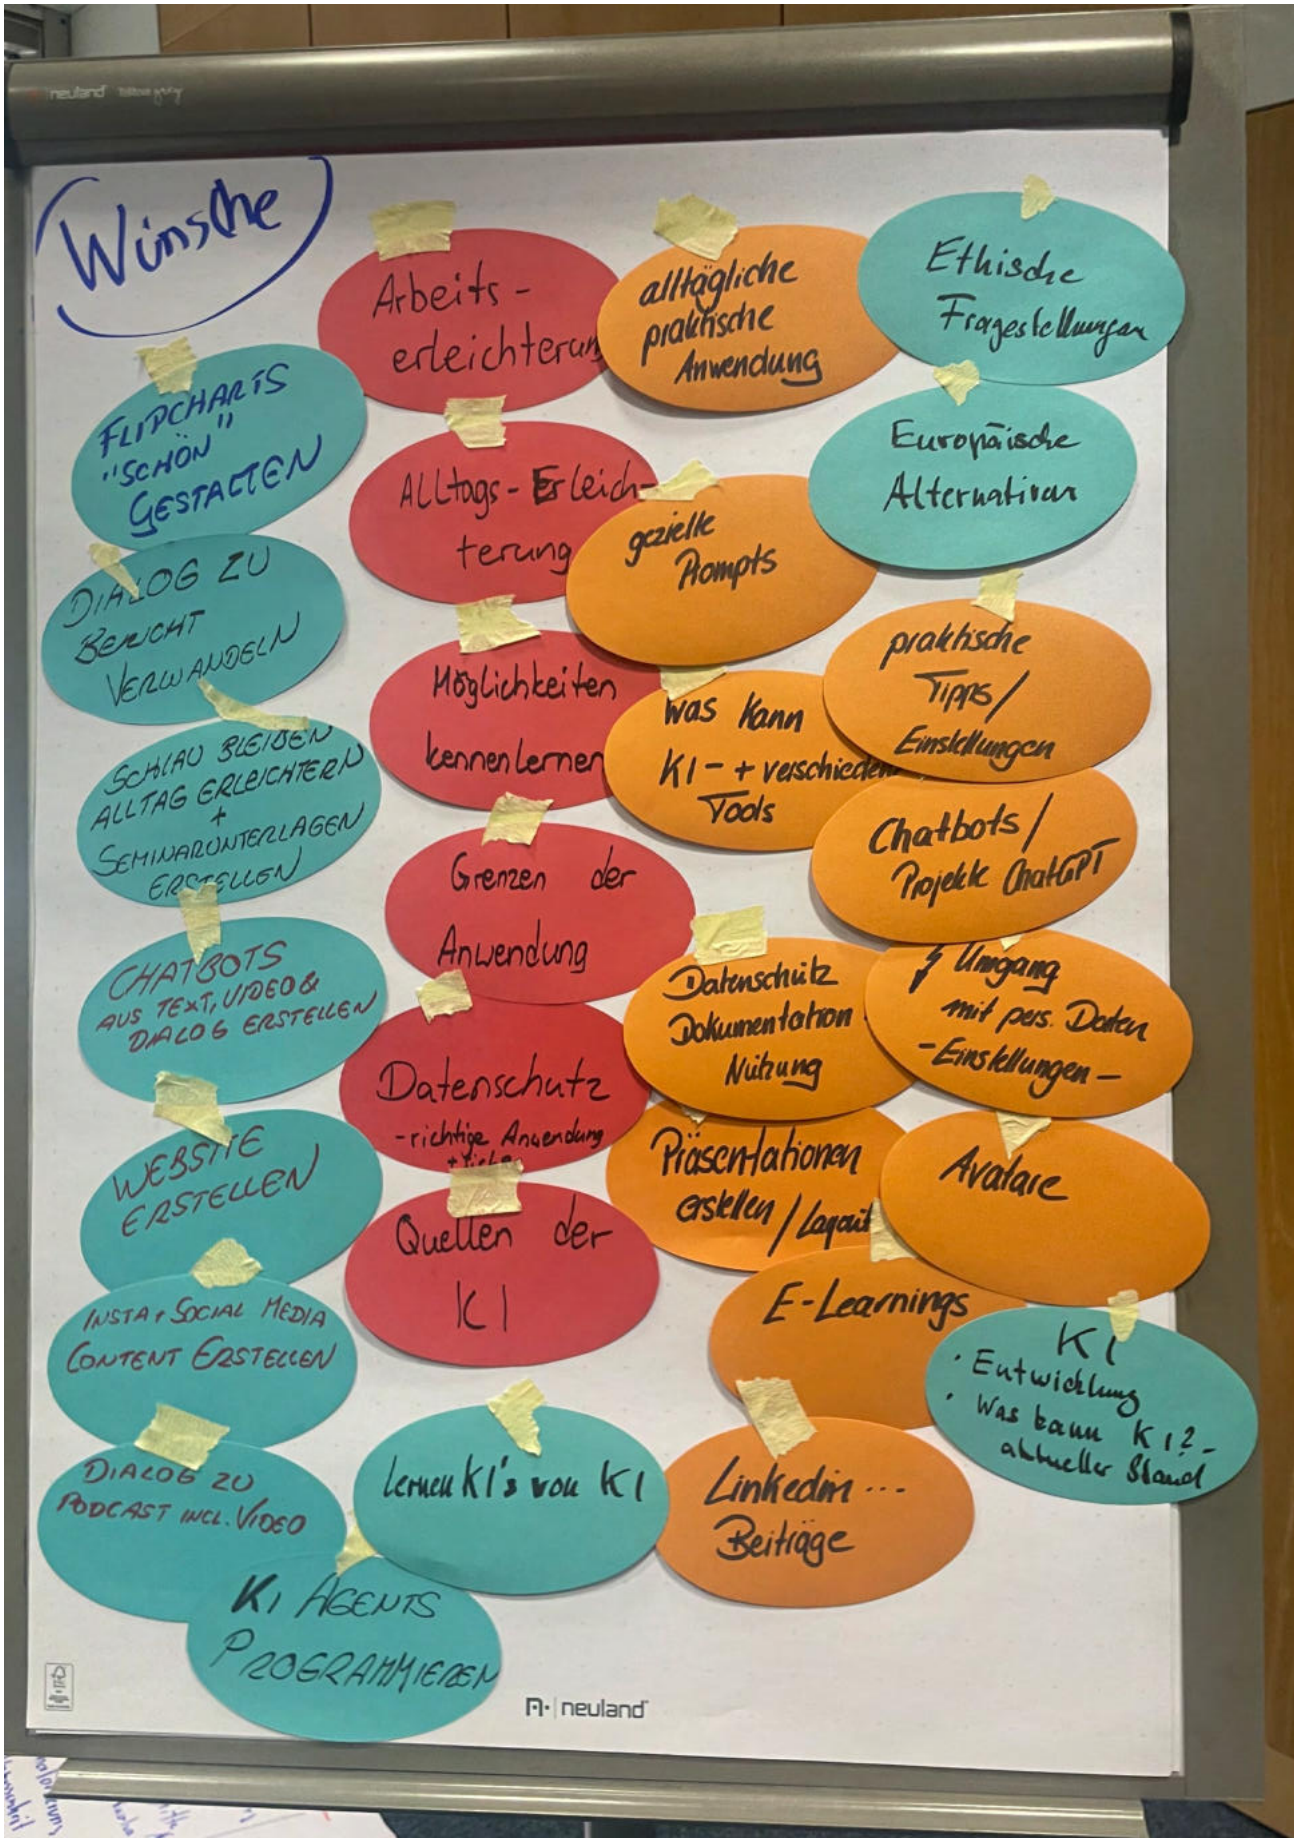 neuland
Wünsche
FLIPCHARTS
"SCHÖN"
GESTALTEN
DIALOG ZU
BERICHT
VERWANDELN
SCHLAU BLEIBEN
ALLTAG ERLEICHTERN
+
SEMINARUNTERLAGEN
ERSTELLEN
CHATBOTS
AUS TEXT, VIDEO &
DIALOG ERSTELLEN
WEBSITE
ERSTELLEN
INSTA + SOCIAL MEDIA
CONTENT ERSTELLEN
DIALOG ZU
PODCAST INCL. VIDEO
KI AGENTS
PROGRAMMIEREN
Arbeits-
erleichterun
Alltags-Erleich-
terung
Möglichkeiten
kennenlernen
Grenzen der
Anwendung
Datenschutz
-richtige Anwendung
Quellen der
KI
lernen KI's von KI
alltägliche
praktische
Anwendung
gezielte
Prompts
was kann
KI- + verschieden
Tools
Datenschutz
Dokumentation
Nutzung
Präsentationen
erstellen / Layout
E-Learnings
Linkedin ...
Beiträge
Ethische
Fragestellungen
Europäische
Alternativen
praktische
Tipps/
Einstellungen
Chatbots/
Projekte ChatGPT
Umgang
mit pers. Daten
-Einstellungen-
Avatare
KI
· Entwicklung
· Was kann KI? -
aktueller Stand
neuland